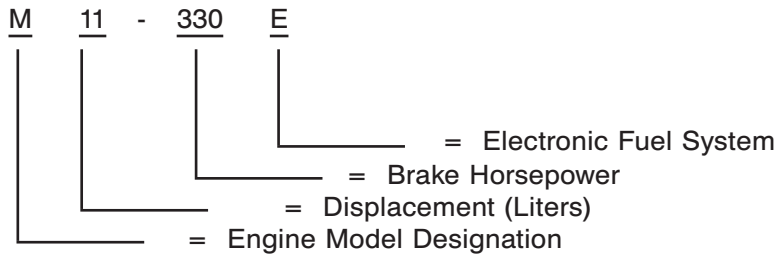 M 11 - 330 E
= Electronic Fuel System
= Brake Horsepower
= Displacement (Liters)
= Engine Model Designation